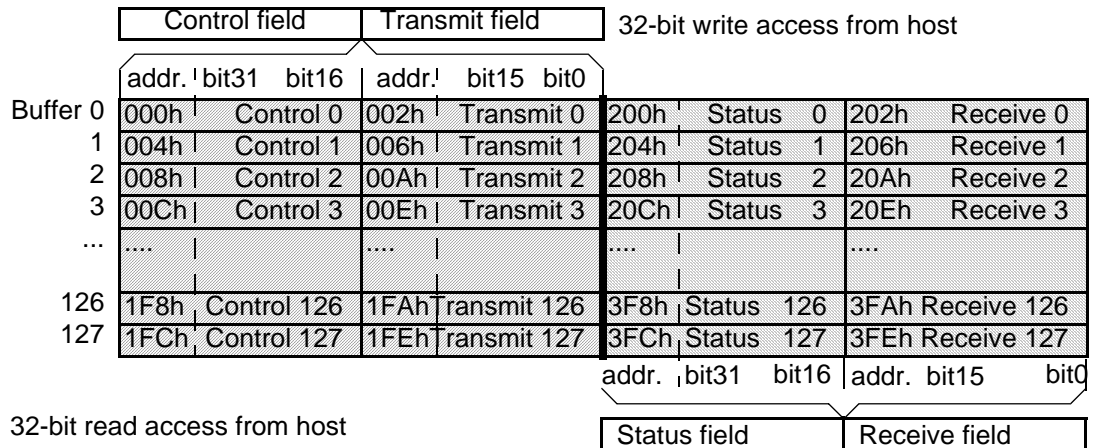 Control field Transmit field 32-bit write access from host
addr. bit31 bit16 addr. bit15 bit0
Buffer 0 000h Control 0 002h Transmit 0 200h Status 0 202h Receive 0
1 004h Control 1 006h Transmit 1 204h Status 1 206h Receive 1
2 008h Control 2 00Ah Transmit 2 208h Status 2 20Ah Receive 2
3 00Ch Control 3 00Eh Transmit 3 20Ch Status 3 20Eh Receive 3
... .... .... .... ....
126 1F8h Control 126 1FAh Transmit 126 3F8h Status 126 3FAh Receive 126
127 1FCh Control 127 1FEh Transmit 127 3FCh Status 127 3FEh Receive 127
addr. bit31 bit16 addr. bit15 bit0
32-bit read access from host Status field Receive field